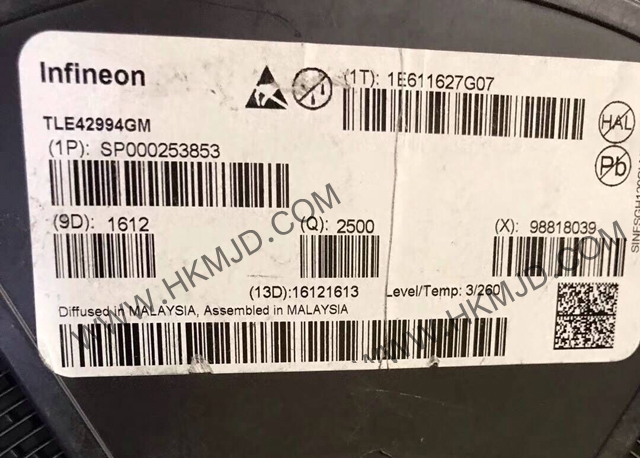 Infineon
(1T): 1E611627G07
TLE42994GM
HAL
(1P): SP000253853
Pb
(9D): 1612
(Q): 2500
(X): 98818039
(13D):16121613
Level/Temp: 3/260
Diffused in MALAYSIA, Assembled in MALAYSIA
WWW.HKMJD.COM
WWW.HKMJD.COM